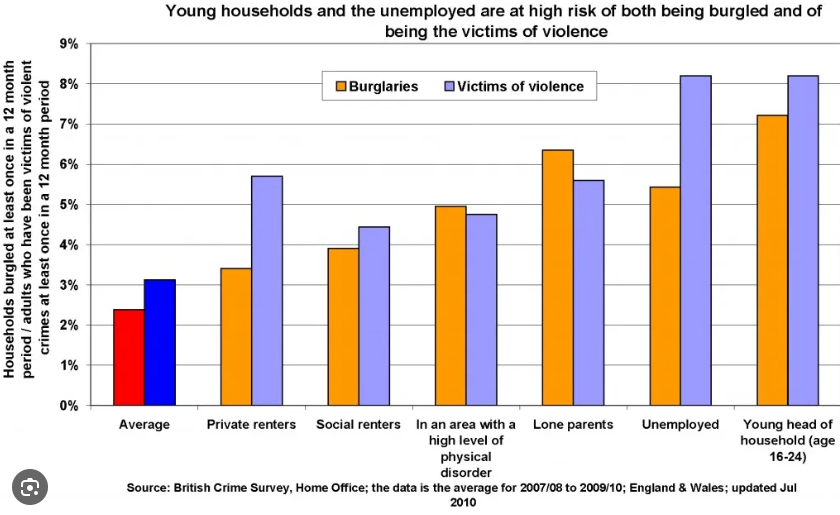 Young households and the unemployed are at high risk of both being burgled and of
being the victims of violence
Households burgled at least once in a 12 month
period / adults who have been victims of violent
crimes at least once in a 12 month period
9%
8%
7%
6%
5%
4%
3%
2%
1%
0%
Burglaries
Victims of violence
Average
Private renters
Social renters
In an area with a
high level of
physical
disorder
Lone parents
Unemployed
Young head of
household (age
16-24)
Source: British Crime Survey, Home Office; the data is the average for 2007/08 to 2009/10; England & Wales; updated Jul
2010